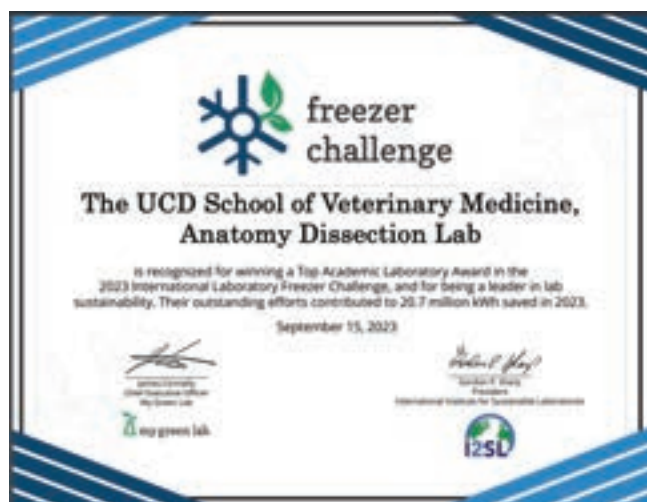 freezer
challenge
The UCD School of Veterinary Medicine,
Anatomy Dissection Lab
is recognized for winning a Top Academic Laboratory Award in the
2023 International Laboratory Freezer Challenge, and for being a leader in lab
sustainability. Their outstanding efforts contributed to 20.7 million kWh saved in 2023.
September 15, 2023
James Connelly
Chief Executive Officer
My Green Lab
my green lab
Gordon P. Sharp
President
International Institute for Sustainable Laboratories
I2SL